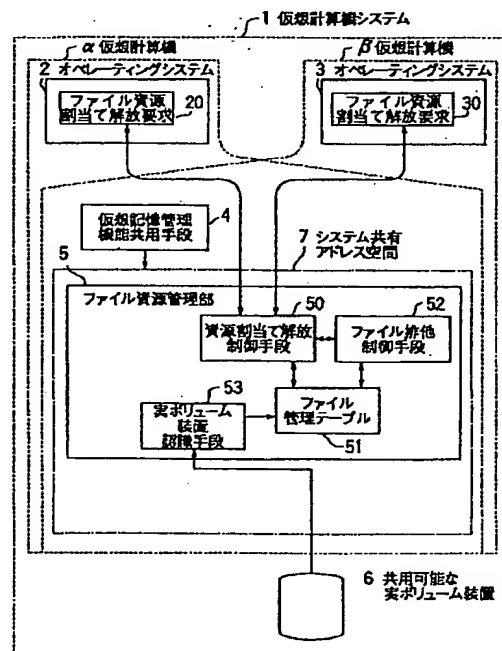 1 仮想計算機システム
α仮想計算機
β仮想計算機
2 オペレーティングシステム
3 オペレーティングシステム
ファイル資源
割当て解放要求
20
ファイル資源
割当て解放要求
30
仮想記憶管理
機能共用手段
4
7 システム共有
アドレス空間
5
ファイル資源管理部
50
資源割当て解放
制御手段
52
ファイル排他
制御手段
53
実ボリューム
装置
認識手段
ファイル
管理テーブル
51
6 共用可能な
実ボリューム装置